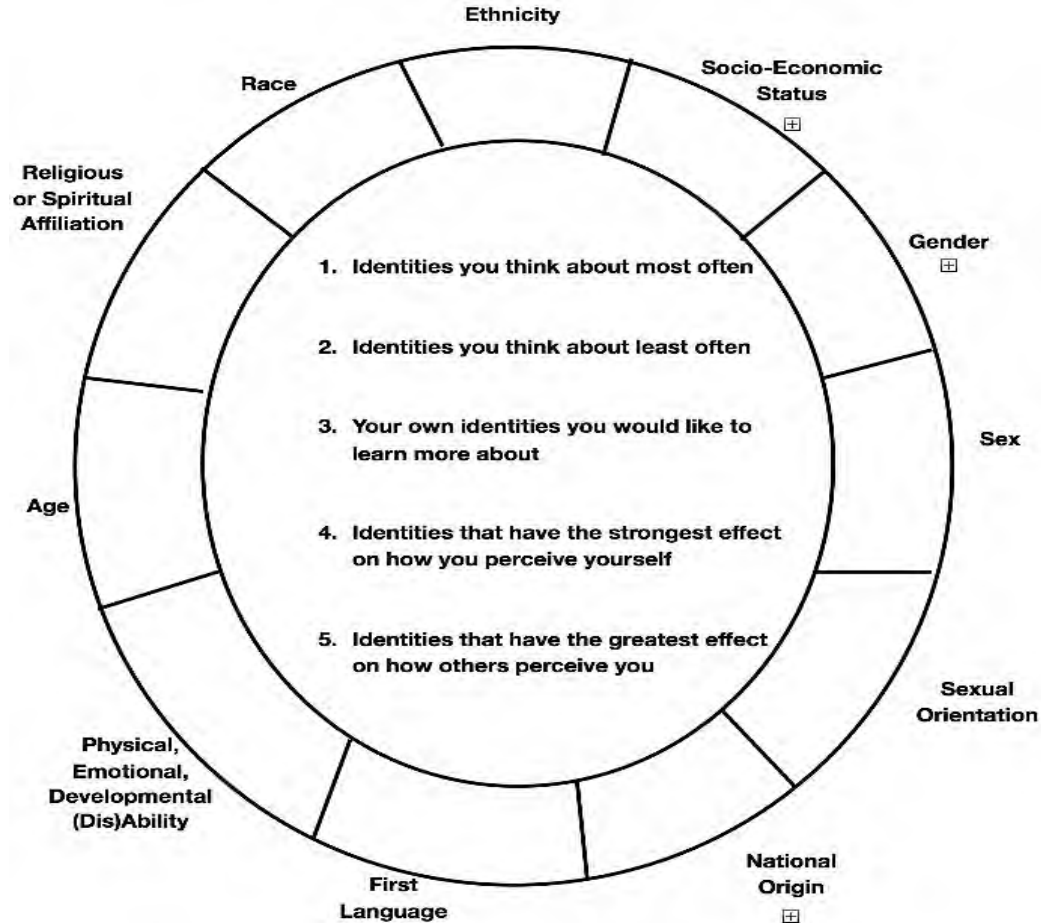 Ethnicity
Socio-Economic
Status
Gender
Sex
Sexual
Orientation
National
Origin
First
Language
Physical,
Emotional,
Developmental
(Dis)Ability
Age
Religious
or Spiritual
Affiliation
Race
1. Identities you think about most often
2. Identities you think about least often
3. Your own identities you would like to
learn more about
4. Identities that have the strongest effect
on how you perceive yourself
5. Identities that have the greatest effect
on how others perceive you